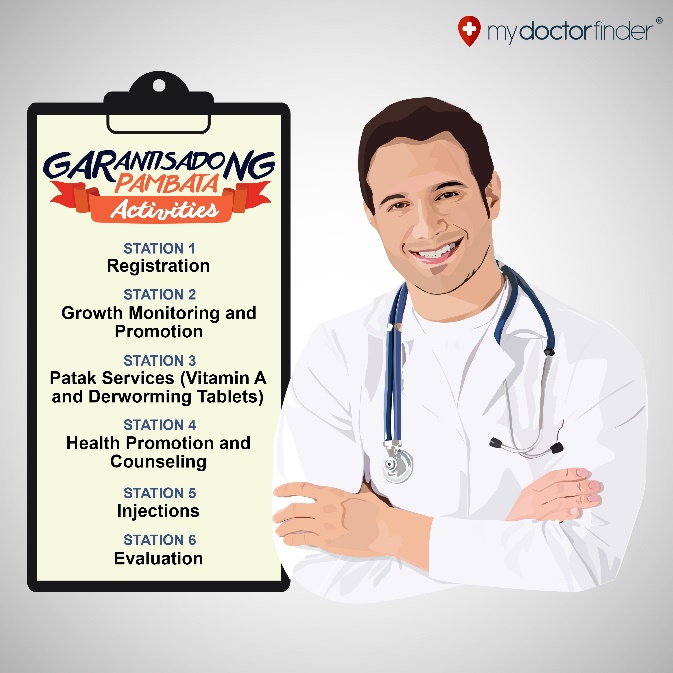 mydoctorfinder®
GARANTISADONG
PAMBATA
Activities
STATION 1
Registration
STATION 2
Growth Monitoring and
Promotion
STATION 3
Patak Services (Vitamin A
and Derworming Tablets)
STATION 4
Health Promotion and
Counseling
STATION 5
Injections
STATION 6
Evaluation